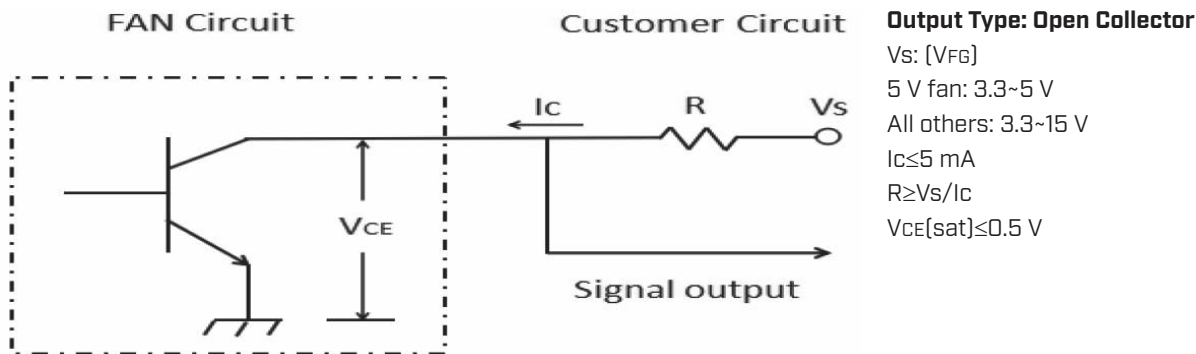 FAN Circuit
Customer Circuit
Ic
R
Vs
VCE
Signal output
Output Type: Open Collector
Vs: (VFG)
5 V fan: 3.3~5 V
All others: 3.3~15 V
Ic≤5 mA
R≥Vs/Ic
VCE(sat)≤0.5 V